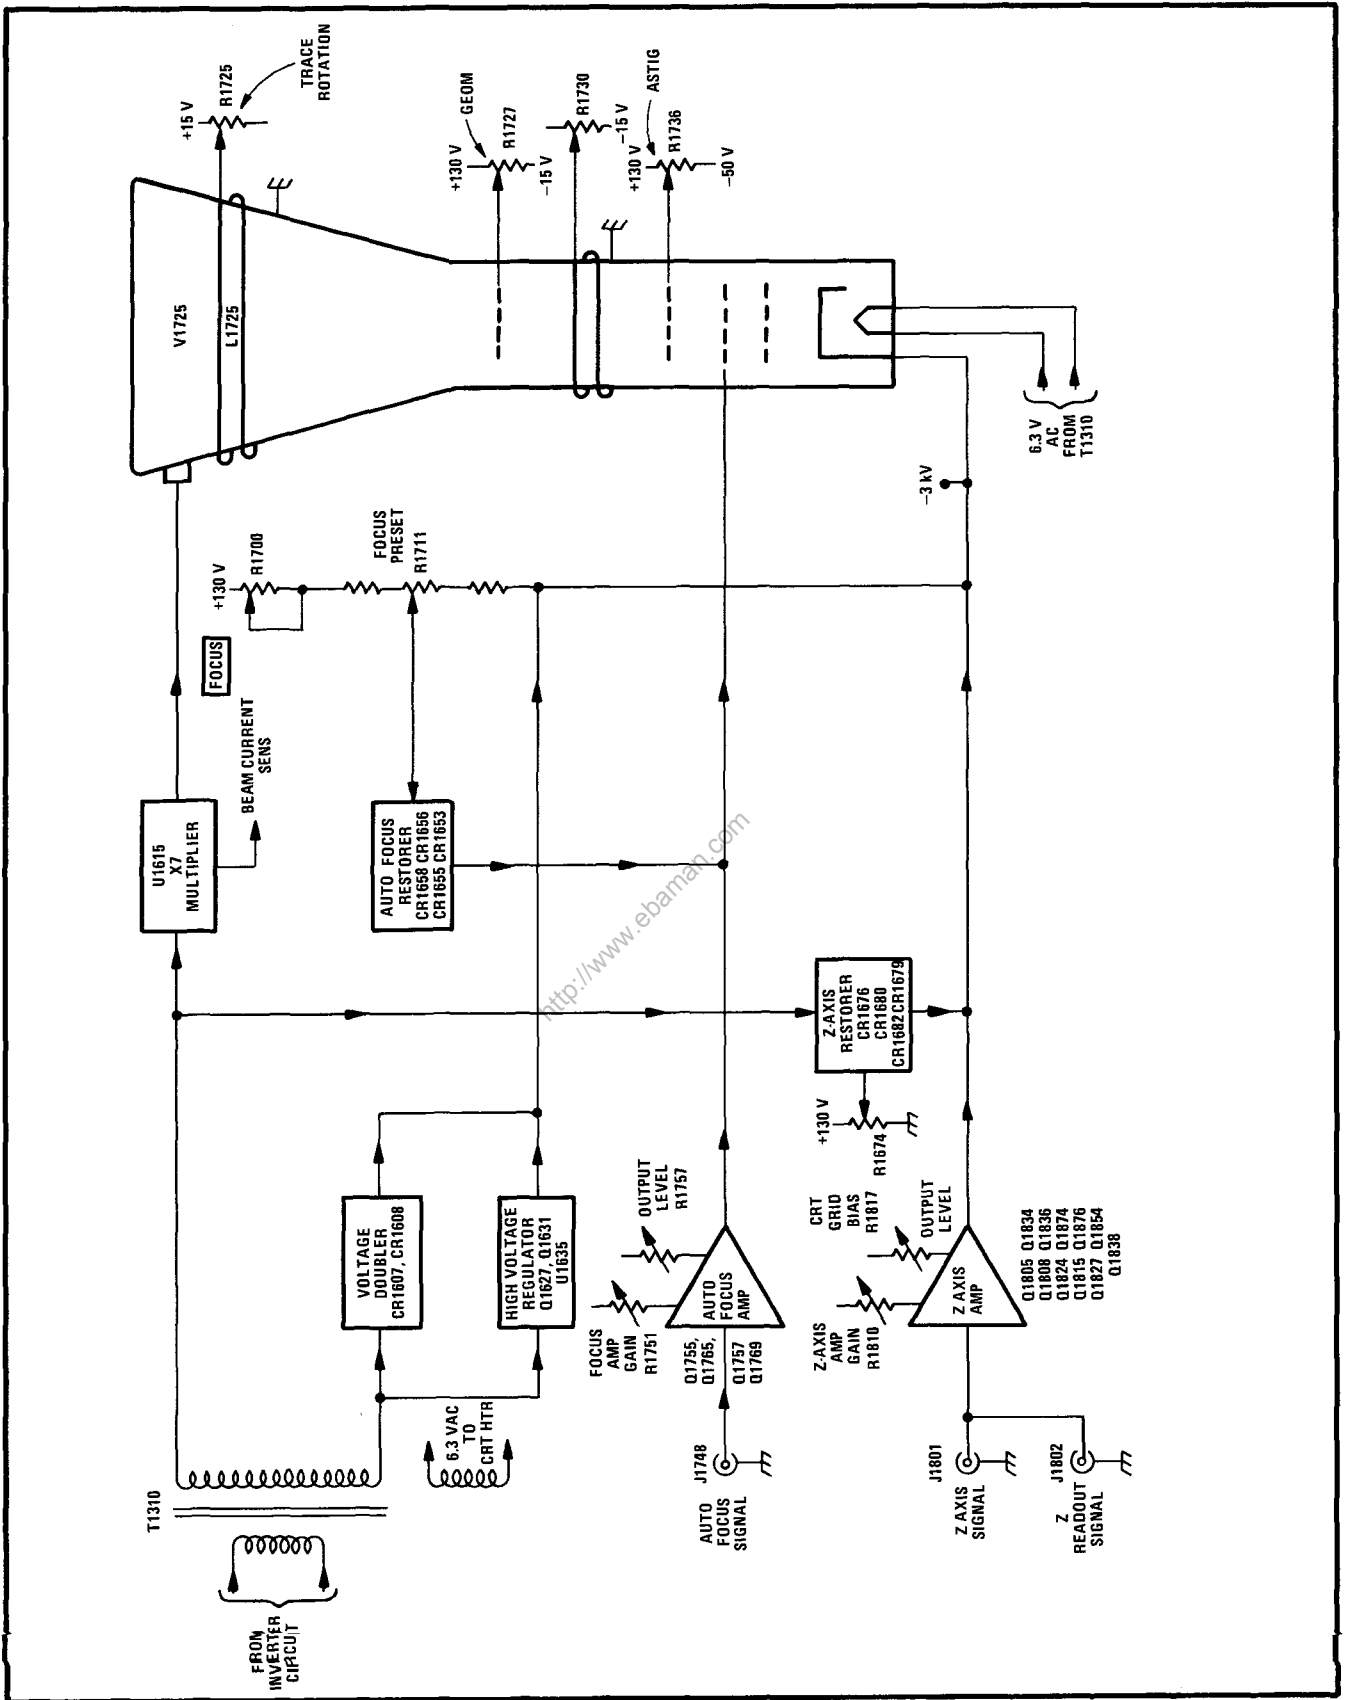 FROM
INVERTER
CIRCUIT
T1310
U1615
X7
MULTIPLIER
BEAM CURRENT
SENS
FOCUS
+130 V
R1700
FOCUS
PRESET
R1711
V1725
L1725
+15 V
R1725
TRACE
ROTATION
VOLTAGE
DOUBLER
CR1607, CR1608
HIGH VOLTAGE
REGULATOR
Q1627, Q1631
U1635
6.3 VAC
TO
CRT HTR
AUTO FOCUS
RESTORER
CR1658 CR1656
CR1655 CR1653
+130 V
GEOM
R1727
-15 V
R1730
-15 V
+130 V
ASTIG
R1736
-50 V
AUTO
FOCUS
SIGNAL
J1748
Q1755,
Q1765,
Q1757
Q1769
FOCUS
AMP
GAIN
R1751
OUTPUT
LEVEL
R1757
AUTO
FOCUS
AMP
Z-AXIS
RESTORER
CR1676
CR1680
CR1682CR1679
+130 V
R1674
CRT
GRID
BIAS
R1817
OUTPUT
LEVEL
Z-AXIS
AMP
GAIN
R1810
Z AXIS
AMP
Q1805 Q1834
Q1808 Q1836
Q1824 Q1874
Q1815 Q1876
Q1827 Q1854
Q1838
Z AXIS
SIGNAL
J1801
Z
READOUT
SIGNAL
J1802
-3 kV
6.3 V
AC
FROM
T1310
http://www.ebaman.com